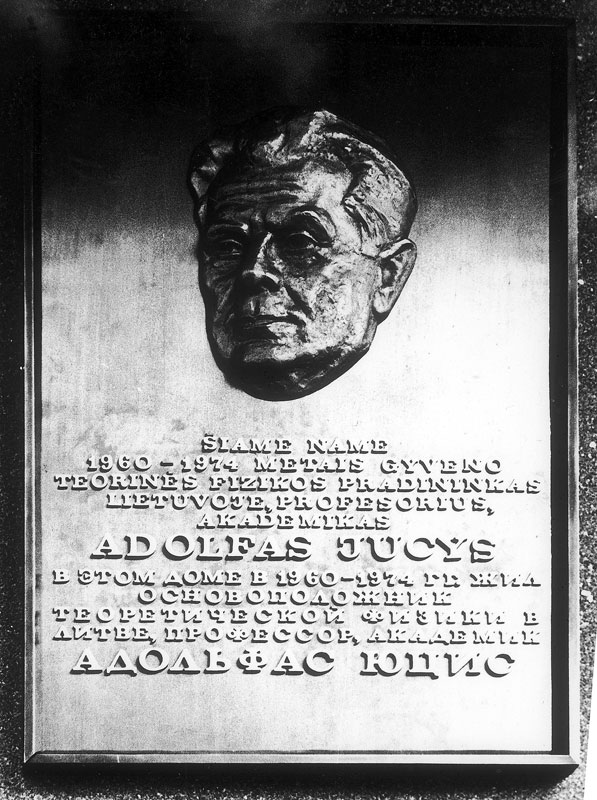 ŠIAME NAME
1960-1974 METAIS GYVENO
TEORINĖS FIZIKOS PRADININKAS
LIETUVOJE, PROFESORIUS,
AKADEMIKAS
ADOLFAS JUCYS
В ЭТОМ ДОМЕ В 1960-1974 ГГ. ЖИЛ
ОСНОВОПОЛОЖНИК
ТЕОРЕТИЧЕСКОЙ ФИЗИКИ В
ЛИТВЕ, ПРОФЕССОР, АКАДЕМИК
АДОЛЬФАС ЮЦИС